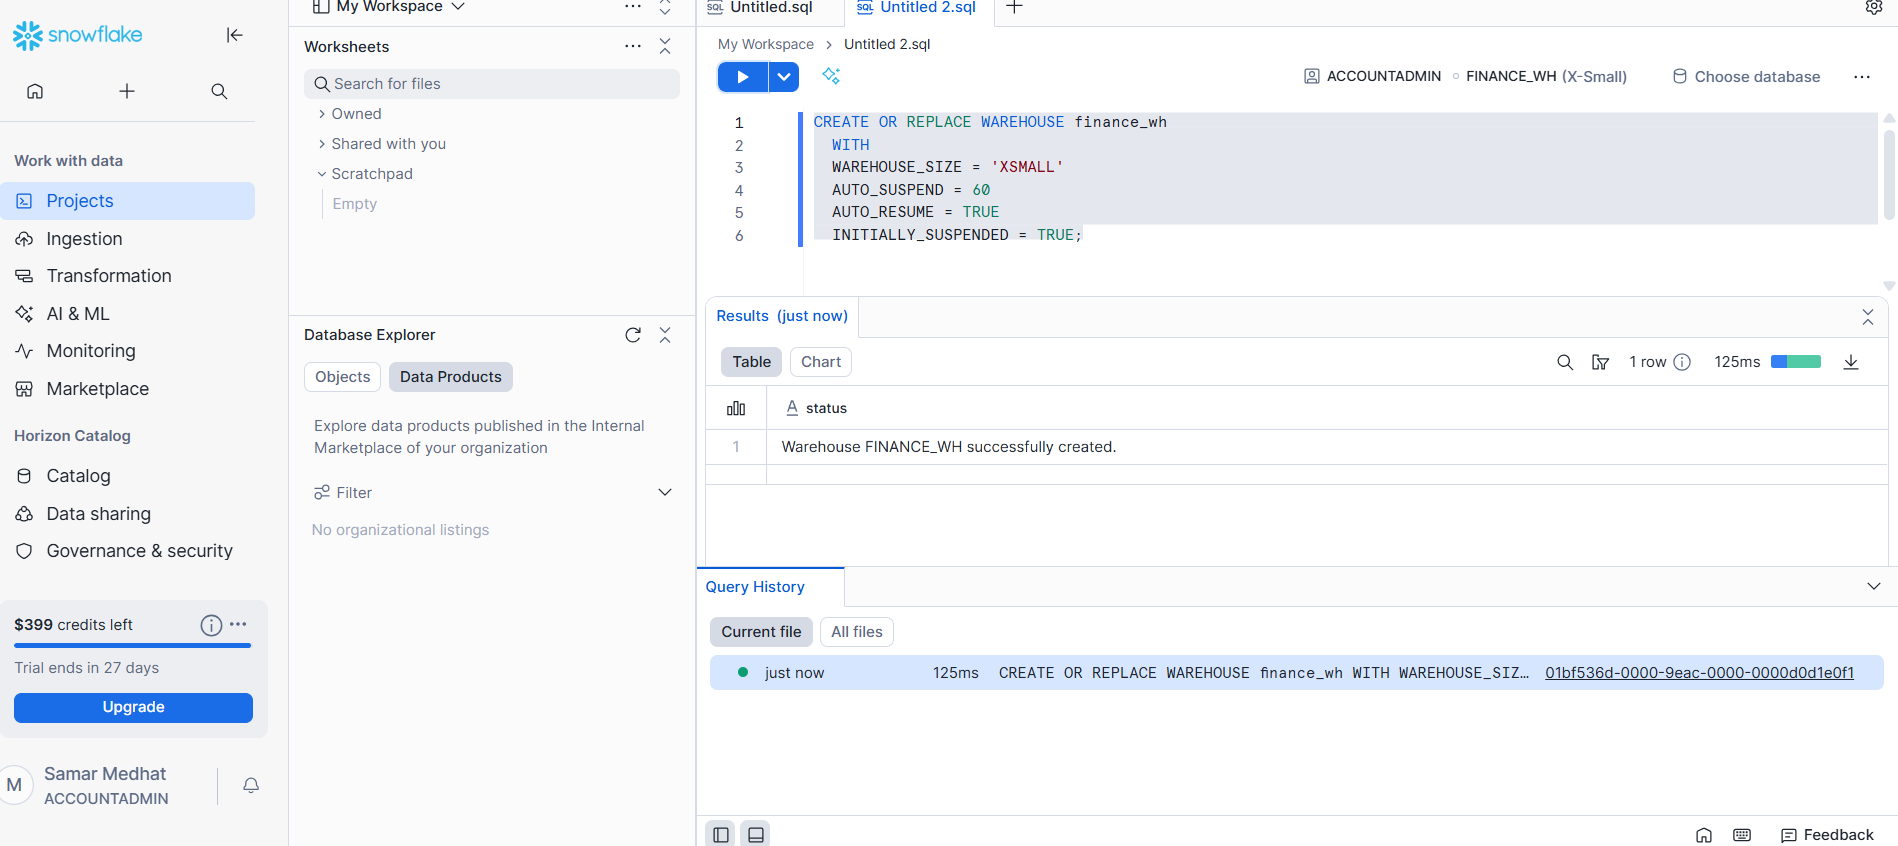 snowflake
Work with data
Projects
Ingestion
Transformation
AI & ML
Monitoring
Marketplace
Horizon Catalog
Catalog
Data sharing
Governance & security
$399 credits left
Trial ends in 27 days
Upgrade
M
Samar Medhat
ACCOUNTADMIN
My Workspace
Worksheets
Search for files
Owned
Shared with you
Scratchpad
Empty
Database Explorer
Objects
Data Products
Explore data products published in the Internal
Marketplace of your organization
Filter
No organizational listings
SQL Untitled.sql
SQL Untitled 2.sql
My Workspace > Untitled 2.sql
ACCOUNTADMIN
FINANCE_WH (X-Small)
Choose database
1 CREATE OR REPLACE WAREHOUSE finance_wh
2 WITH
3 WAREHOUSE_SIZE = 'XSMALL'
4 AUTO_SUSPEND = 60
5 AUTO_RESUME = TRUE
6 INITIALLY_SUSPENDED = TRUE;
Results (just now)
Table
Chart
1 row
125ms
A status
1 Warehouse FINANCE_WH successfully created.
Query History
Current file
All files
just now 125ms CREATE OR REPLACE WAREHOUSE finance_wh WITH WAREHOUSE_SIZ… 01bf536d-0000-9eac-0000-0000d0d1e0f1
Feedback